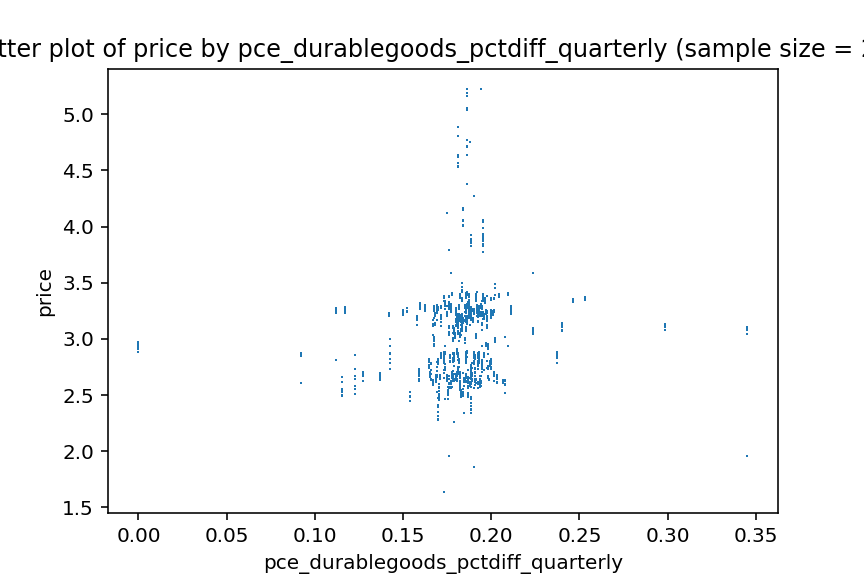 tter plot of price by pce_durablegoods_pctdiff_quarterly (sample size =
5.0
4.5
4.0
3.5
3.0
2.5
2.0
1.5
price
0.00 0.05 0.10 0.15 0.20 0.25 0.30 0.35
pce_durablegoods_pctdiff_quarterly